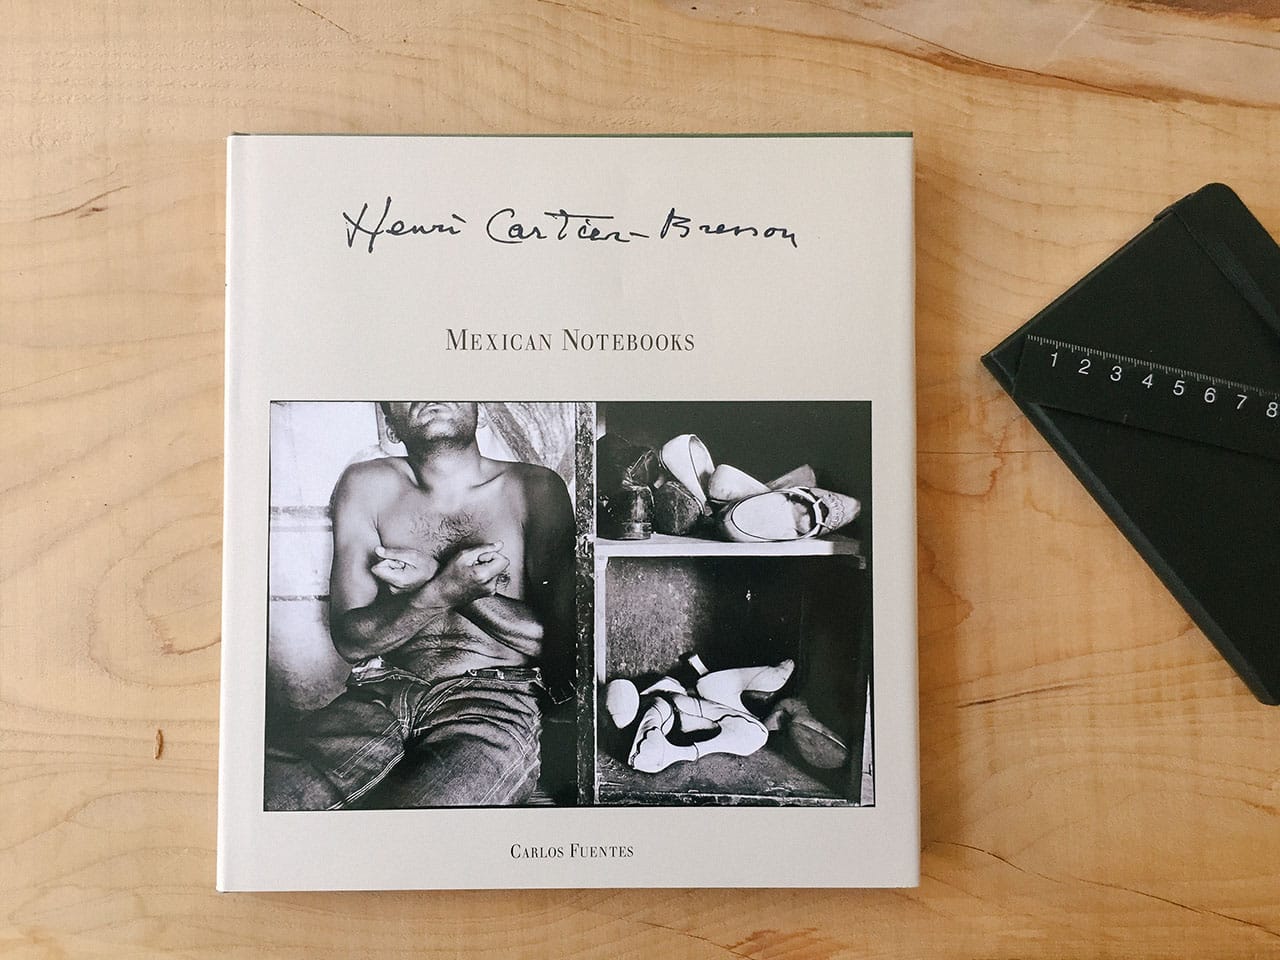 Henri Cartier-Bresson
MEXICAN NOTEBOOKS
CARLOS FUENTES
1 2 3 4 5 6 7 8